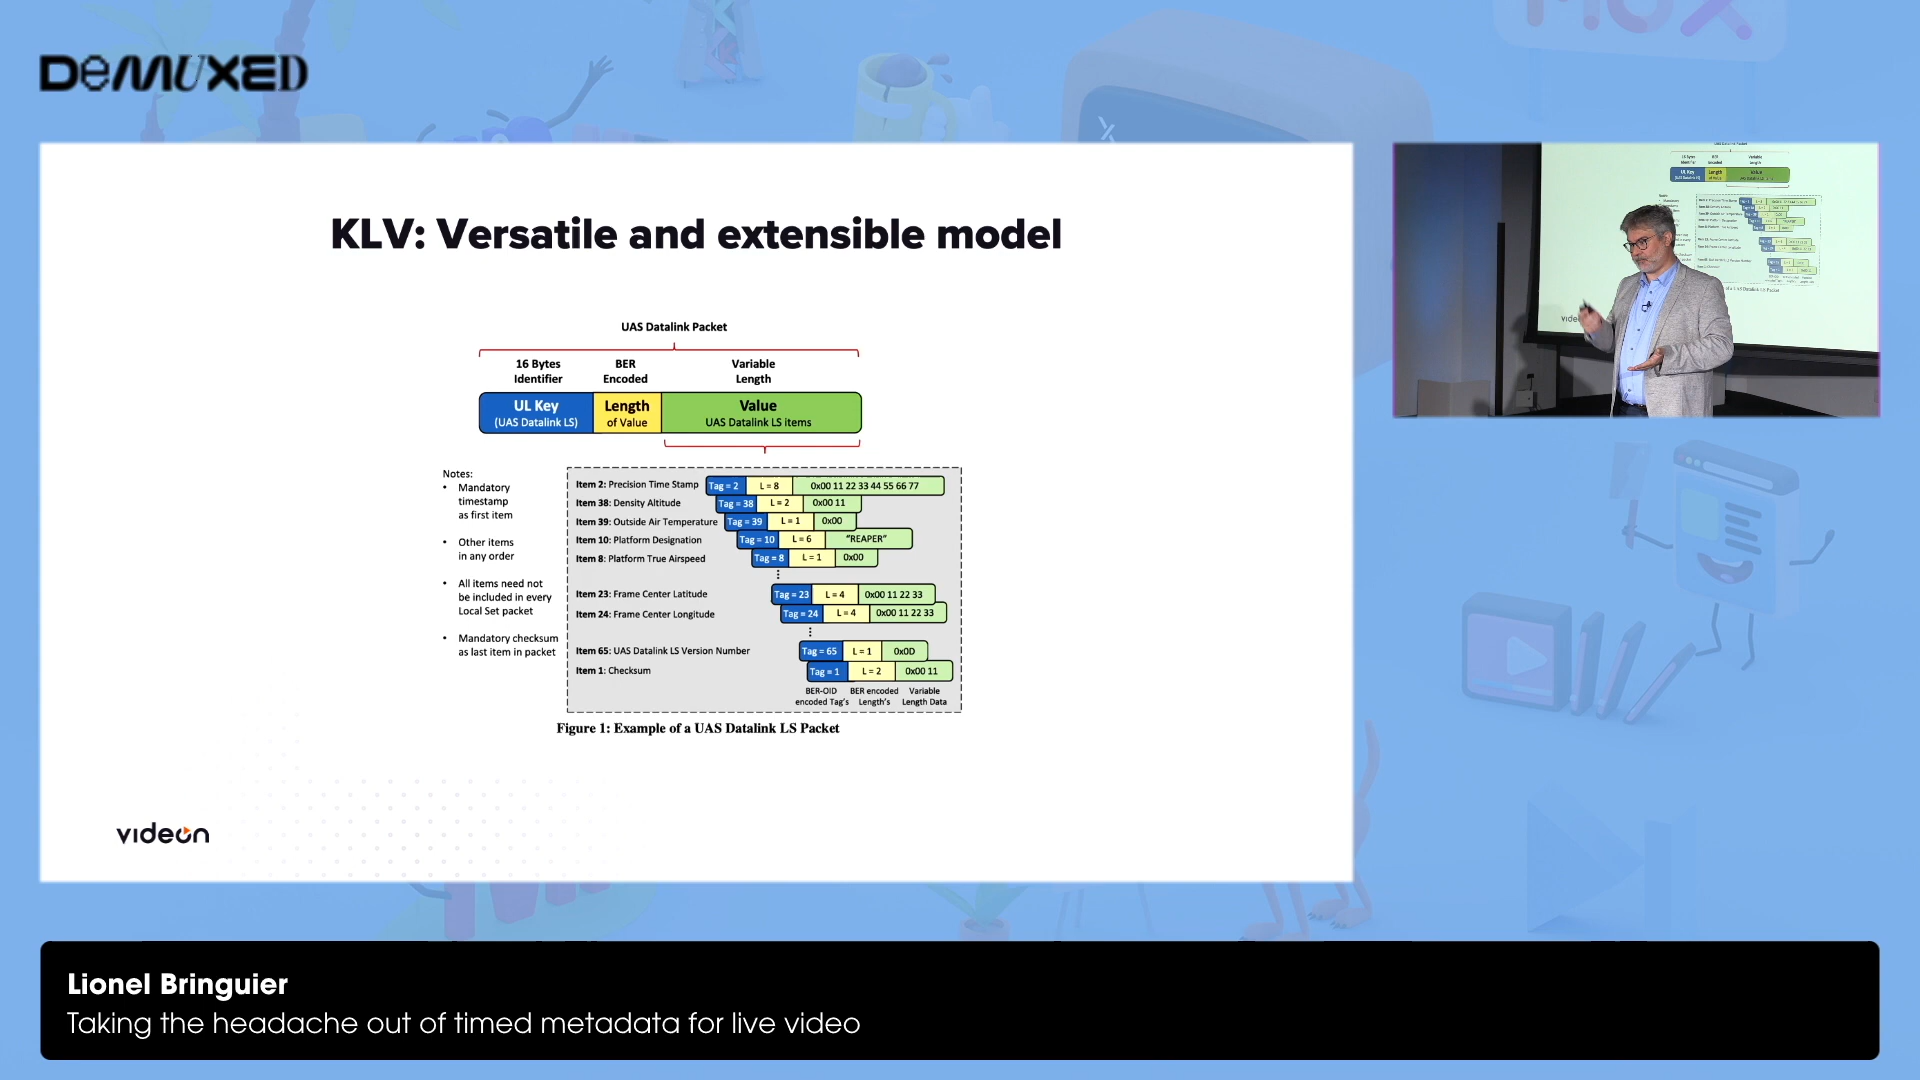 DEMUXED
KLV: Versatile and extensible model
UAS Datalink Packet
16 Bytes Identifier
BER Encoded
Variable Length
UL Key (UAS Datalink LS)
Length of Value
Value UAS Datalink LS items
Notes:
• Mandatory timestamp as first item
• Other items in any order
• All items need not be included in every Local Set packet
• Mandatory checksum as last item in packet
Item 2: Precision Time Stamp Tag = 2 L = 8 0x00 11 22 33 44 55 66 77
Item 38: Density Altitude Tag = 38 L = 2 0x00 11
Item 39: Outside Air Temperature Tag = 39 L = 1 0x00
Item 10: Platform Designation Tag = 10 L = 6 “REAPER”
Item 8: Platform True Airspeed Tag = 8 L = 1 0x00
Item 23: Frame Center Latitude Tag = 23 L = 4 0x00 11 22 33
Item 24: Frame Center Longitude Tag = 24 L = 4 0x00 11 22 33
Item 65: UAS Datalink LS Version Number Tag = 65 L = 1 0x0D
Item 1: Checksum Tag = 1 L = 2 0x00 11
BER-OID encoded Tag's
BER encoded Length's
Variable Length Data
Figure 1: Example of a UAS Datalink LS Packet
videon
Lionel Bringuier
Taking the headache out of timed metadata for live video